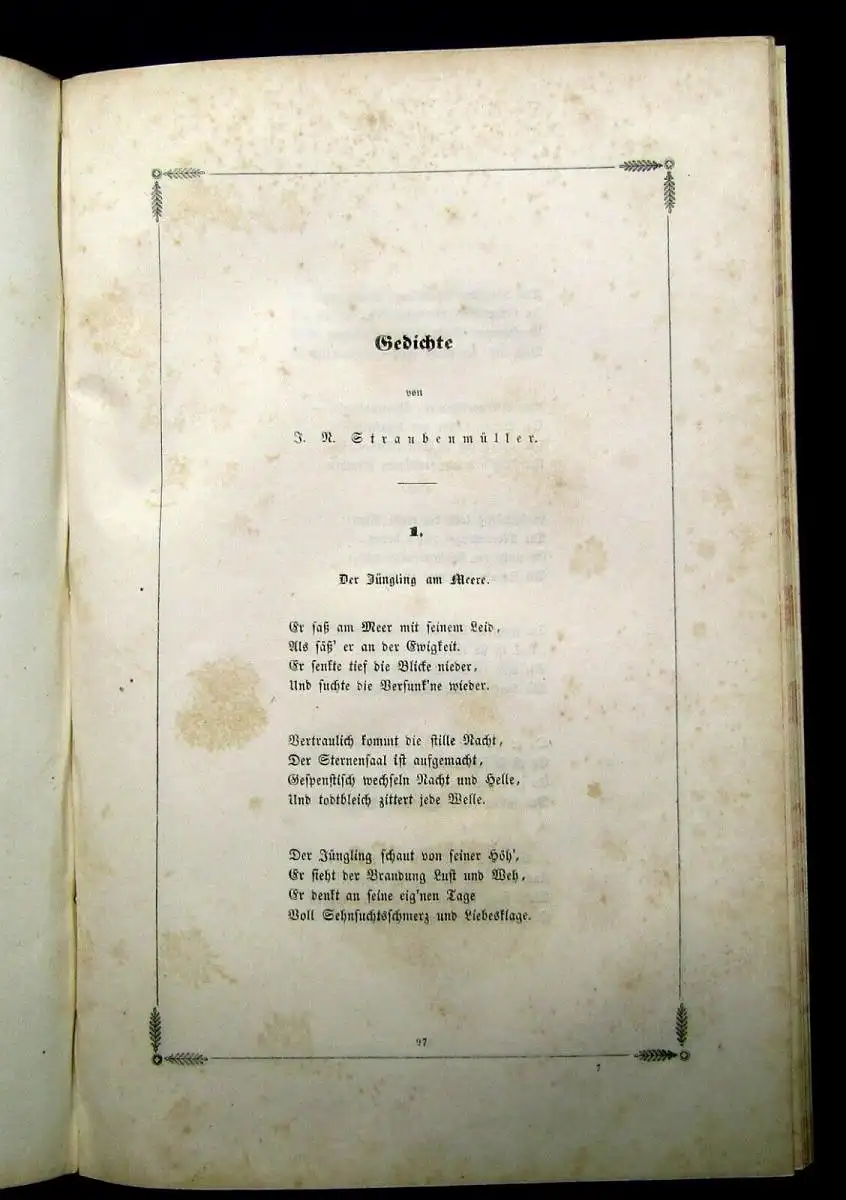 Gedichte
von
J. N. Straubenmüller.
1.
Der Jüngling am Meere.
Er saß am Meer mit seinem Leid,
Als säß' er an der Ewigkeit.
Er senkte tief die Blicke nieder,
Und suchte die Versunk'ne wieder.
Vertraulich kommt die stille Nacht,
Der Sternensaal ist aufgemacht,
Gespenstisch wechseln Nacht und Helle,
Und todtbleich zittert jede Welle.
Der Jüngling schaut von seiner Höh',
Er sieht der Brandung Lust und Weh,
Er denkt an seine eig'nen Tage
Voll Sehnsuchtsschmerz und Liebesklage.
97
7